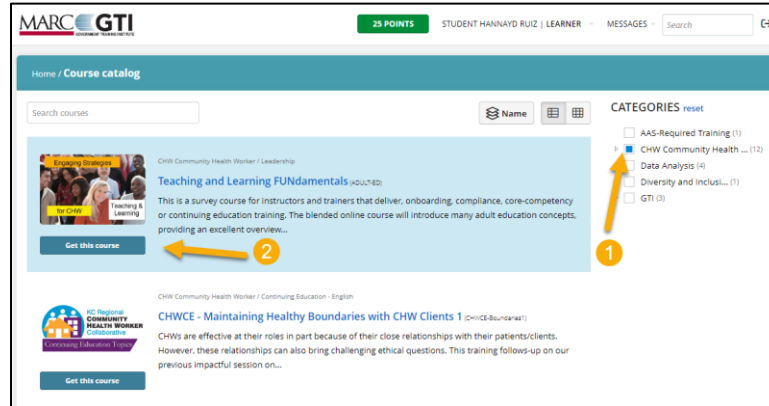 MARC GTI
GOVERNMENT TRAINING INSTITUTE
25 POINTS
STUDENT HANNAYD RUIZ | LEARNER
MESSAGES
Search
Home / Course catalog
Search courses
Name
CATEGORIES reset
AAS-Required Training (1)
CHW Community Health ... (12)
Data Analysis (4)
Diversity and Inclusi... (1)
GTI (3)
1
Engaging Strategies
for CHW
Teaching &
Learning
Get this course
CHW Community Health Worker / Leadership
Teaching and Learning FUNdamentals (ADULT-ED)
This is a survey course for instructors and trainers that deliver, onboarding, compliance, core-competency
or continuing education training. The blended online course will introduce many adult education concepts,
providing an excellent overview...
2
KC Regional
COMMUNITY
HEALTH WORKER
Collaborative
Continuing Education Topics
Get this course
CHW Community Health Worker / Continuing Education - English
CHWCE - Maintaining Healthy Boundaries with CHW Clients 1 (CHWCE-Boundaries1)
CHWs are effective at their roles in part because of their close relationships with their patients/clients.
However, these relationships can also bring challenging ethical questions. This training follows-up on our
previous impactful session on...